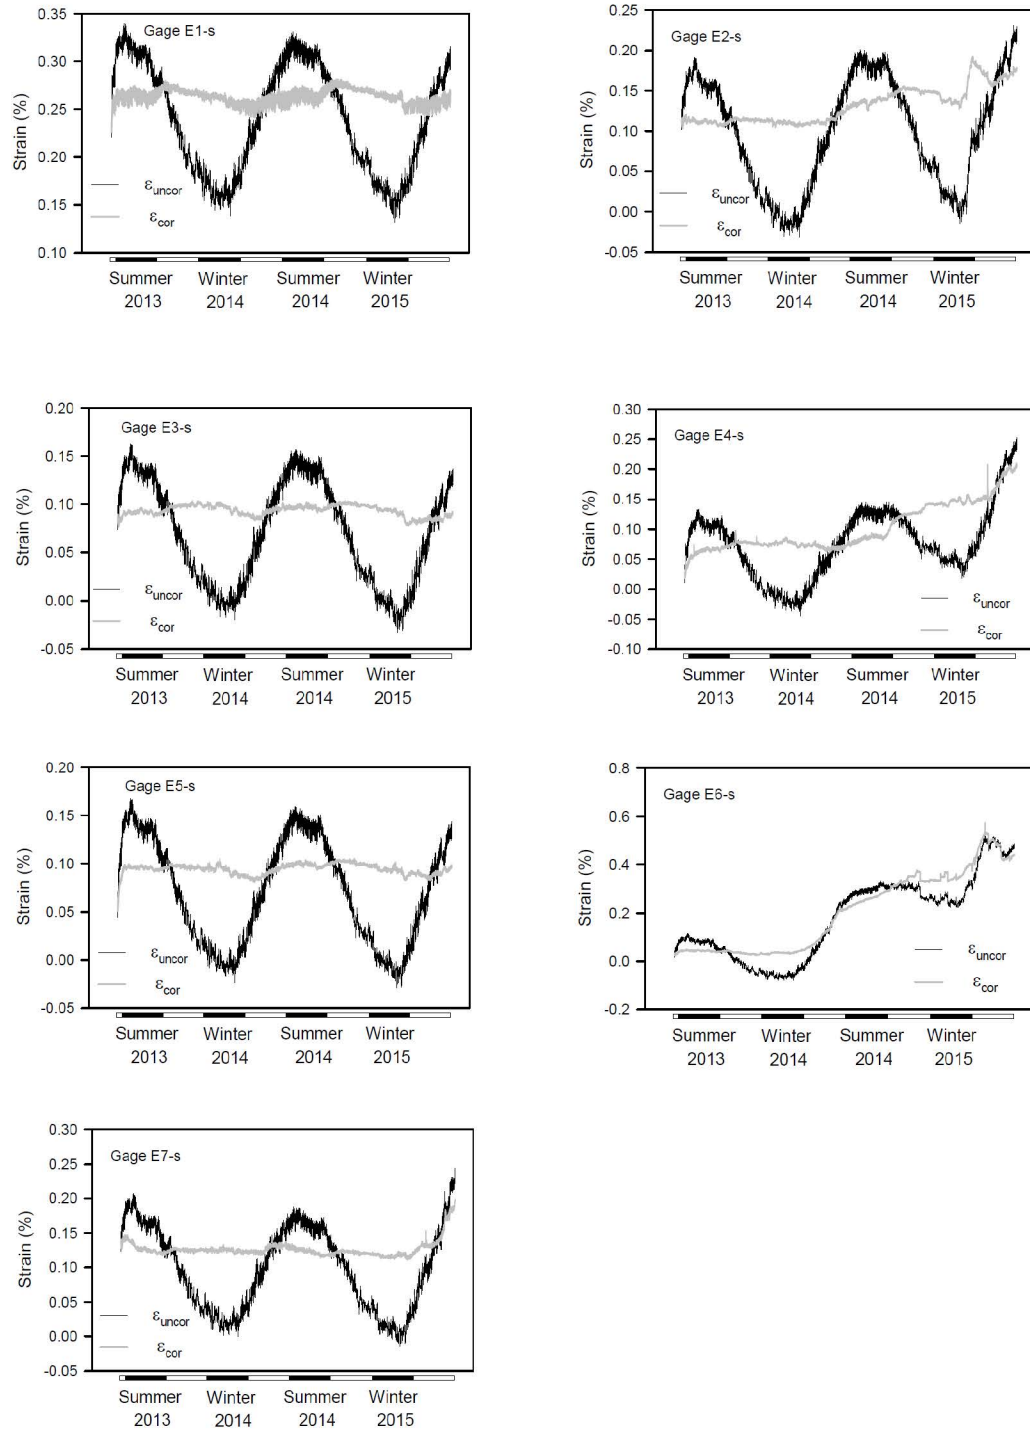 Gage E1-s
Strain (%)
0.35
0.30
0.25
0.20
0.15
0.10
εuncor
εcor
Summer 2013
Winter 2014
Summer 2014
Winter 2015
Gage E2-s
Strain (%)
0.25
0.20
0.15
0.10
0.05
0.00
-0.05
εuncor
εcor
Summer 2013
Winter 2014
Summer 2014
Winter 2015
Gage E3-s
Strain (%)
0.20
0.15
0.10
0.05
0.00
-0.05
εuncor
εcor
Summer 2013
Winter 2014
Summer 2014
Winter 2015
Gage E4-s
Strain (%)
0.30
0.25
0.20
0.15
0.10
0.05
0.00
-0.05
-0.10
εuncor
εcor
Summer 2013
Winter 2014
Summer 2014
Winter 2015
Gage E5-s
Strain (%)
0.20
0.15
0.10
0.05
0.00
-0.05
εuncor
εcor
Summer 2013
Winter 2014
Summer 2014
Winter 2015
Gage E6-s
Strain (%)
0.8
0.6
0.4
0.2
0.0
-0.2
εuncor
εcor
Summer 2013
Winter 2014
Summer 2014
Winter 2015
Gage E7-s
Strain (%)
0.30
0.25
0.20
0.15
0.10
0.05
0.00
-0.05
εuncor
εcor
Summer 2013
Winter 2014
Summer 2014
Winter 2015